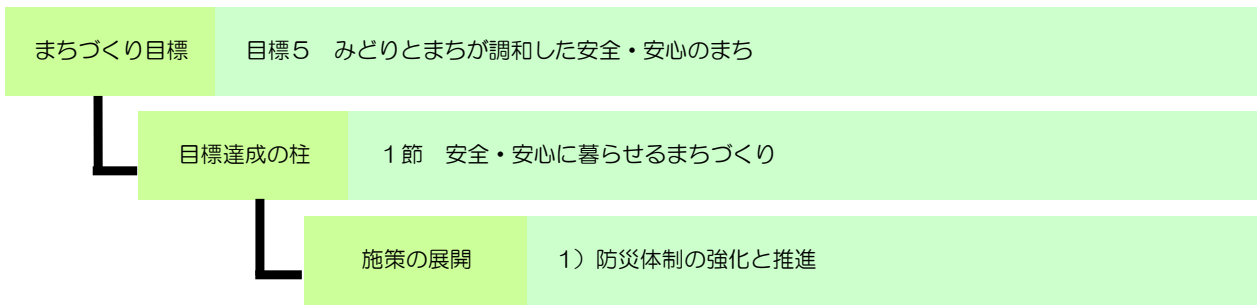 まちづくり目標 目標5 みどりとまちが調和した安全・安心のまち
目標達成の柱 1節 安全・安心に暮らせるまちづくり
施策の展開 1)防災体制の強化と推進